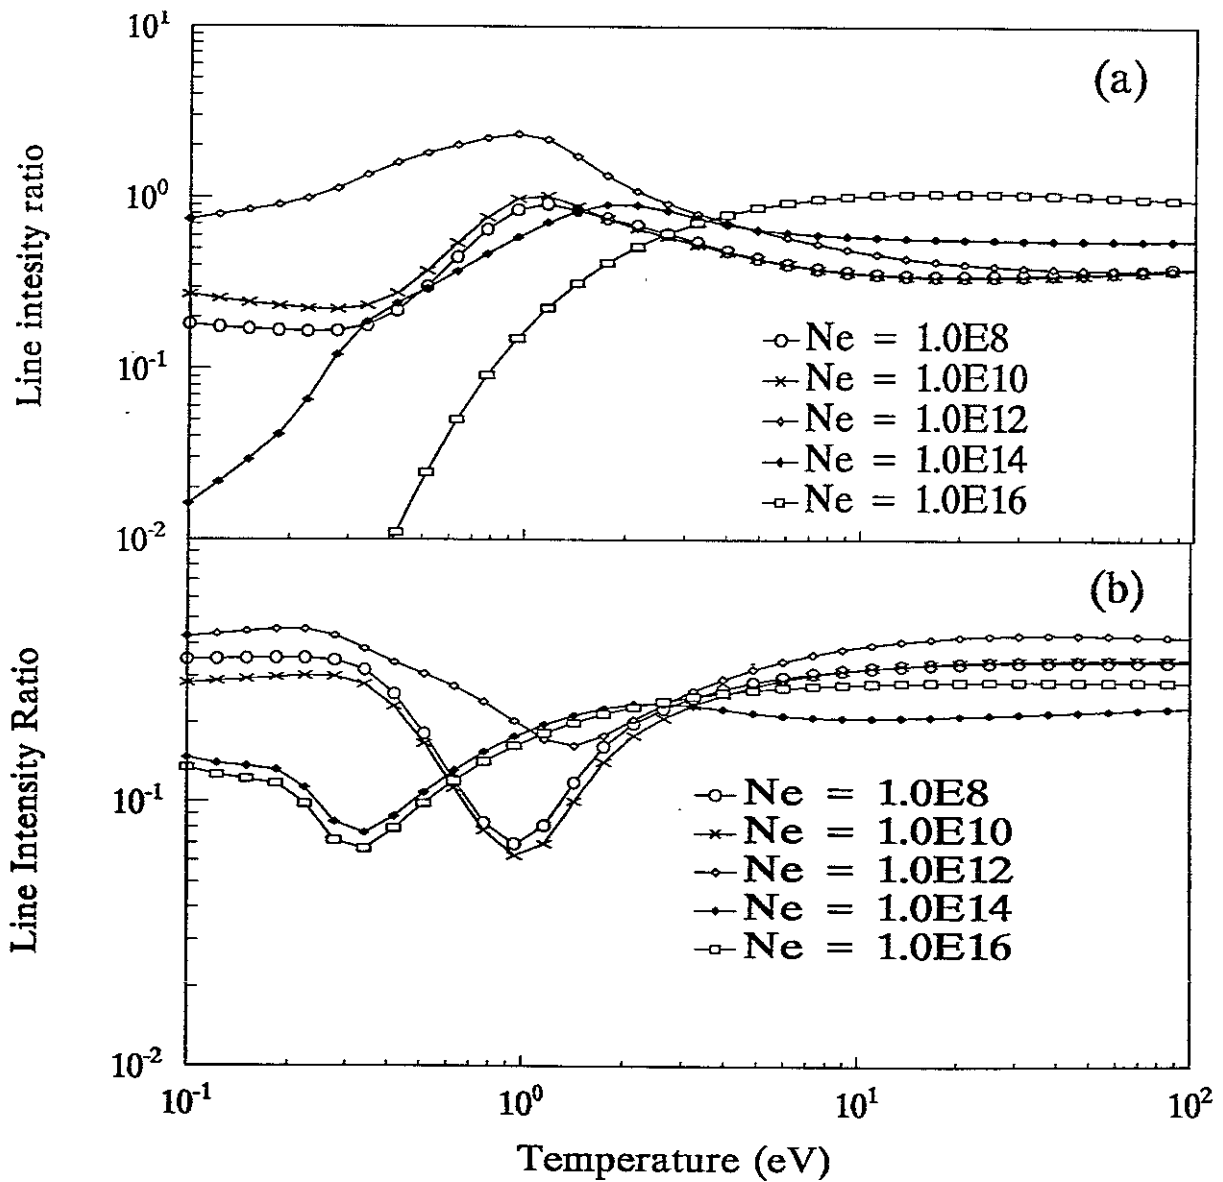 10^1
(a)
Line intesity ratio
10^0
10^-1
10^-2
Ne = 1.0E8
Ne = 1.0E10
Ne = 1.0E12
Ne = 1.0E14
Ne = 1.0E16
(b)
Line Intensity Ratio
10^-1
10^-2
Ne = 1.0E8
Ne = 1.0E10
Ne = 1.0E12
Ne = 1.0E14
Ne = 1.0E16
10^-1 10^0 10^1 10^2
Temperature (eV)